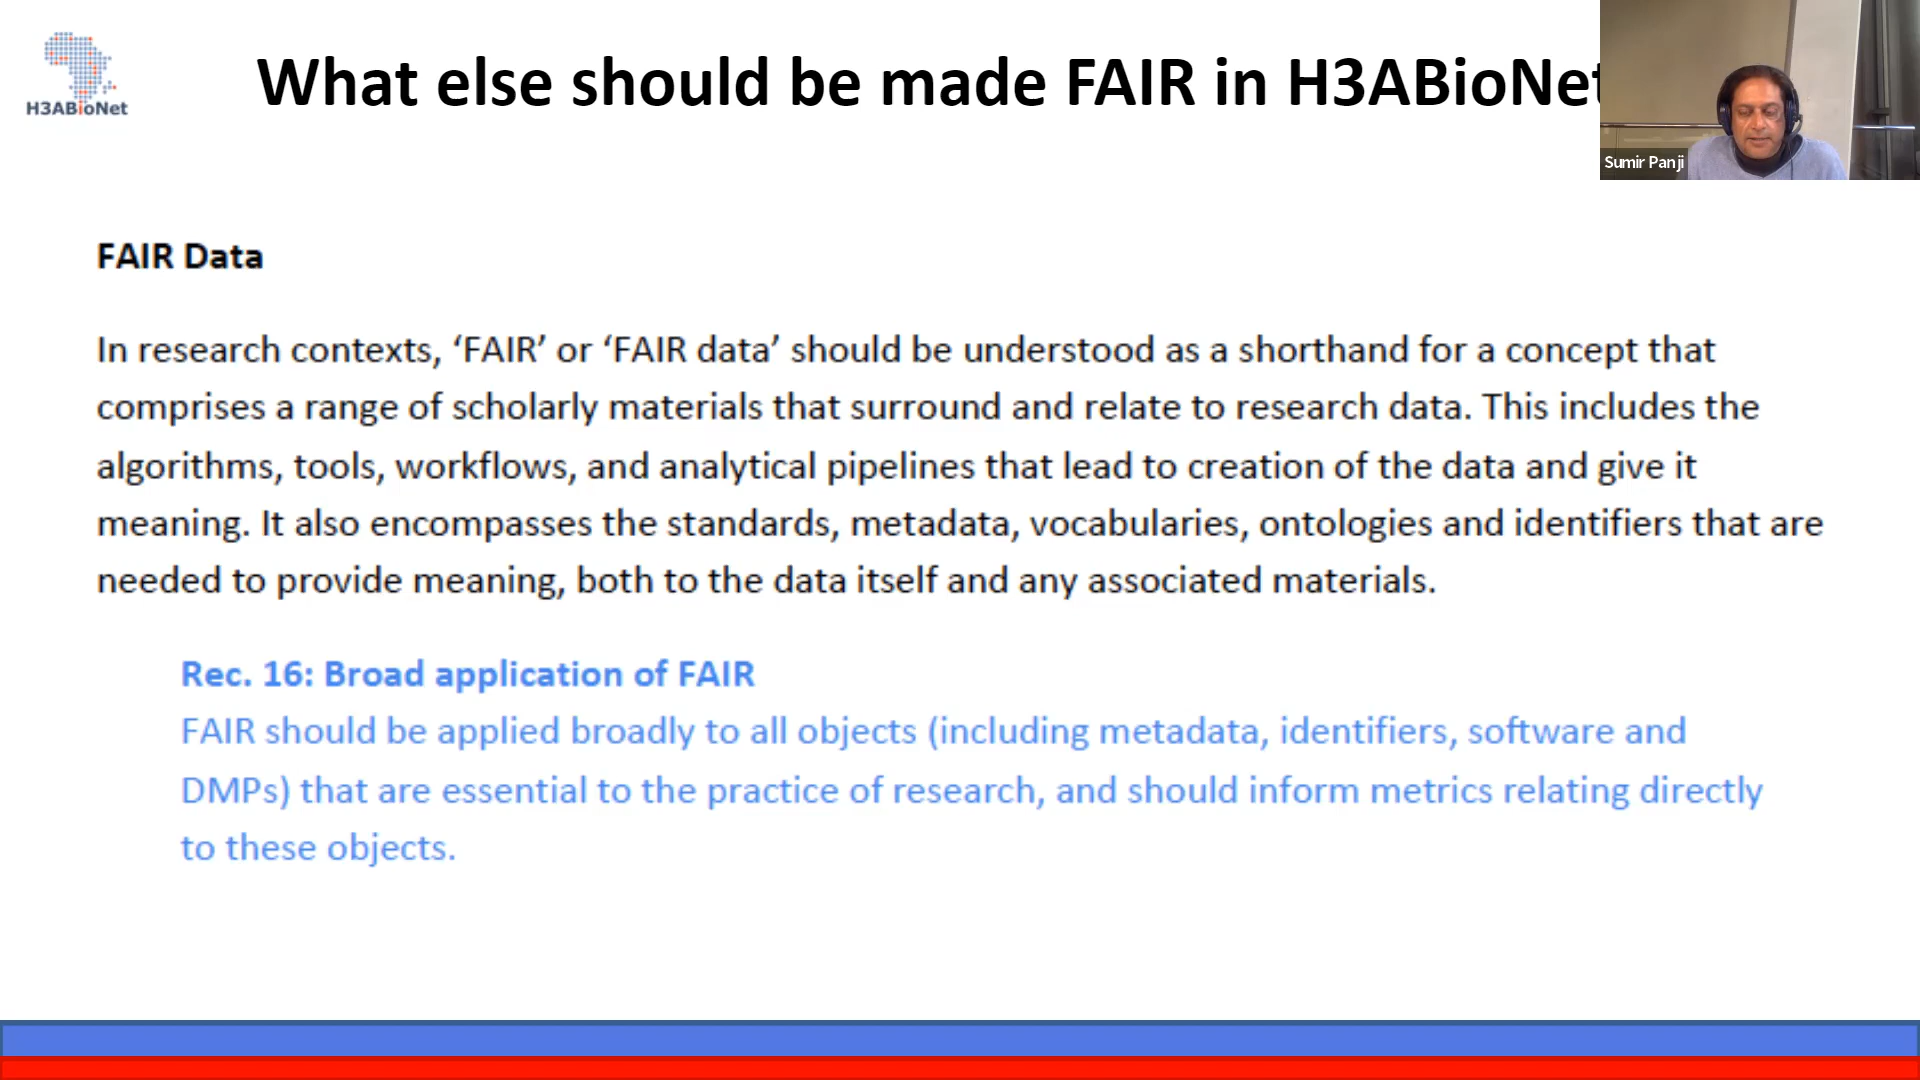 H3ABioNet
What else should be made FAIR in H3ABioNet
Sumir Panji
FAIR Data
In research contexts, ‘FAIR’ or ‘FAIR data’ should be understood as a shorthand for a concept that
comprises a range of scholarly materials that surround and relate to research data. This includes the
algorithms, tools, workflows, and analytical pipelines that lead to creation of the data and give it
meaning. It also encompasses the standards, metadata, vocabularies, ontologies and identifiers that are
needed to provide meaning, both to the data itself and any associated materials.
Rec. 16: Broad application of FAIR
FAIR should be applied broadly to all objects (including metadata, identifiers, software and
DMPs) that are essential to the practice of research, and should inform metrics relating directly
to these objects.